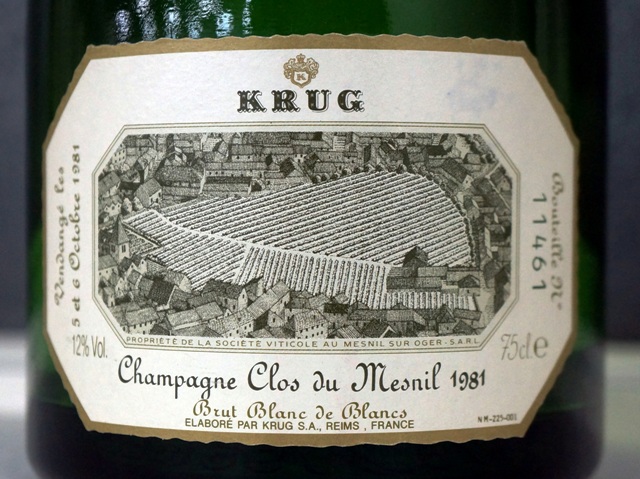 K
KRUG
Vendangé les
5 et 6 Octobre 1981
Bouteille No
11461
PROPRIÉTÉ DE LA SOCIÉTÉ VITICOLE AU MESNIL SUR OGER - S.A.R.L.
12% Vol.
75cl.e
Champagne Clos du Mesnil 1981
Brut Blanc de Blancs
ELABORÉ PAR KRUG S.A., REIMS , FRANCE
NM-225-001